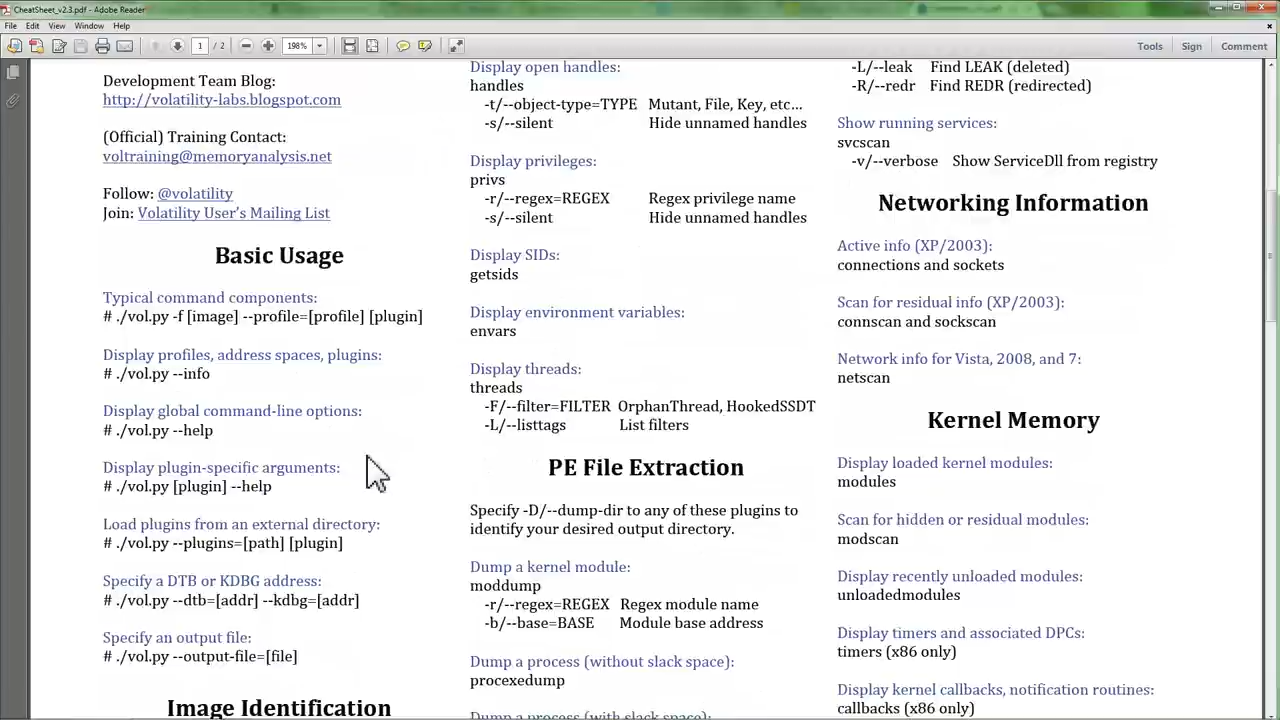 CheatSheet_v2.3.pdf - Adobe Reader
File Edit View Window Help
1 / 2 198% Tools Sign Comment
Development Team Blog:
http://volatility-labs.blogspot.com
(Official) Training Contact:
voltraining@memoryanalysis.net
Follow: @volatility
Join: Volatility User's Mailing List
Basic Usage
Typical command components:
# ./vol.py -f [image] --profile=[profile] [plugin]
Display profiles, address spaces, plugins:
# ./vol.py --info
Display global command-line options:
# ./vol.py --help
Display plugin-specific arguments:
# ./vol.py [plugin] --help
Load plugins from an external directory:
# ./vol.py --plugins=[path] [plugin]
Specify a DTB or KDBG address:
# ./vol.py --dtb=[addr] --kdbg=[addr]
Specify an output file:
# ./vol.py --output-file=[file]
Image Identification
Display open handles:
handles
-t/--object-type=TYPE Mutant, File, Key, etc...
-s/--silent Hide unnamed handles
Display privileges:
privs
-r/--regex=REGEX Regex privilege name
-s/--silent Hide unnamed handles
Display SIDs:
getsids
Display environment variables:
envars
Display threads:
threads
-F/--filter=FILTER OrphanThread, HookedSSDT
-L/--listtags List filters
PE File Extraction
Specify -D/--dump-dir to any of these plugins to
identify your desired output directory.
Dump a kernel module:
moddump
-r/--regex=REGEX Regex module name
-b/--base=BASE Module base address
Dump a process (without slack space):
procexedump
Dump a process (with slack space):
-L/--leak Find LEAK (deleted)
-R/--redr Find REDR (redirected)
Show running services:
svcscan
-v/--verbose Show ServiceDll from registry
Networking Information
Active info (XP/2003):
connections and sockets
Scan for residual info (XP/2003):
connscan and sockscan
Network info for Vista, 2008, and 7:
netscan
Kernel Memory
Display loaded kernel modules:
modules
Scan for hidden or residual modules:
modscan
Display recently unloaded modules:
unloadedmodules
Display timers and associated DPCs:
timers (x86 only)
Display kernel callbacks, notification routines:
callbacks (x86 only)